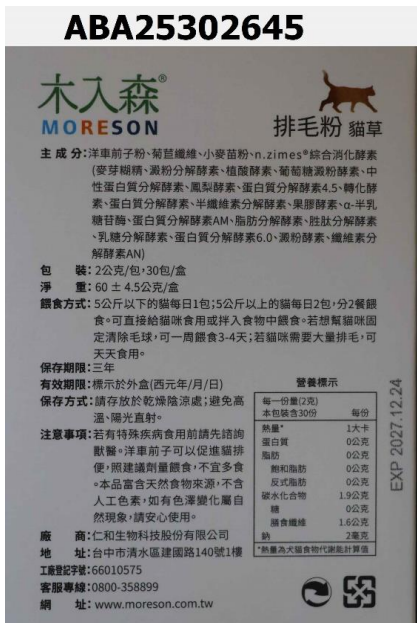 ABA25302645
木入森®
MORESON
排毛粉 貓草
主 成 分:洋車前子粉、菊苣纖維、小麥苗粉、n.zimes®綜合消化酵素
(麥芽糊精、澱粉分解酵素、植酸酵素、葡萄糖澱粉酵素、中
性蛋白質分解酵素、鳳梨酵素、蛋白質分解酵素4.5、轉化酵
素、蛋白質分解酵素、半纖維素分解酵素、果膠酵素、α-半乳
糖苷酶、蛋白質分解酵素AM、脂肪分解酵素、胜肽分解酵素
、乳糖分解酵素、蛋白質分解酵素6.0、澱粉酵素、纖維素分
解酵素AN)
包 裝:2公克/包,30包/盒
淨 重:60 ± 4.5公克/盒
餵食方式:5公斤以下的貓每日1包;5公斤以上的貓每日2包,分2餐餵
食。可直接給貓咪食用或拌入食物中餵食。若想幫貓咪固
定清除毛球,可一周餵食3-4天;若貓咪需要大量排毛,可
天天食用。
保存期限:三年
有效期限:標示於外盒(西元年/月/日)
保存方式:請存放於乾燥陰涼處;避免高
溫、陽光直射。
注意事項:若有特殊疾病食用前請先諮詢
獸醫。洋車前子可以促進貓排
便,照建議劑量餵食,不宜多食
。本品富含天然食物來源,不含
人工色素,如有色澤變化屬自
然現象,請安心使用。
廠 商:仁和生物科技股份有限公司
地 址:台中市清水區建國路140號1樓
工廠登記字號:66010575
客服專線:0800-358899
網 址: www.moreson.com.tw
營養標示
每一份量(2克)
本包裝含30份 每份
熱量* 1大卡
蛋白質 0公克
脂肪 0公克
飽和脂肪 0公克
反式脂肪 0公克
碳水化合物 1.9公克
糖 0公克
膳食纖維 1.6公克
鈉 2毫克
*熱量為犬貓食物代謝能計算值
EXP 2027.12.24